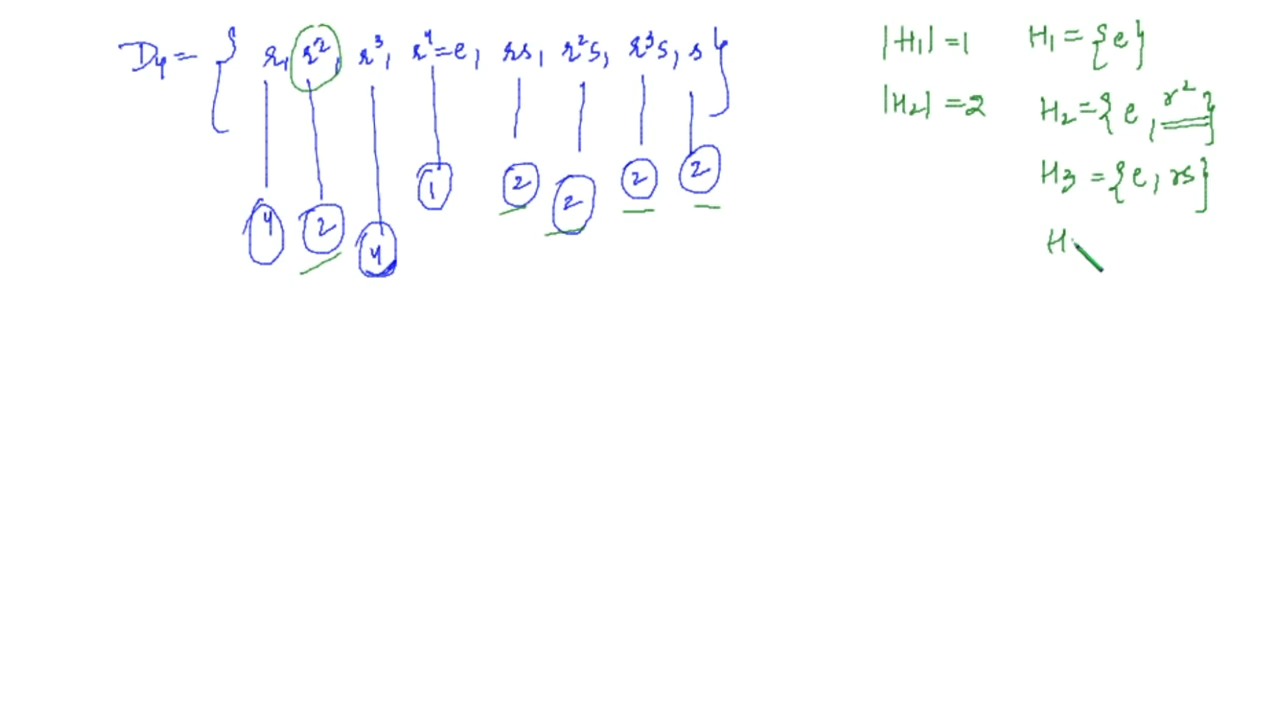 D₄ = { r, r², r³, r⁴=e, rs, r²s, r³s, s }
4 2 4 1 2 2 2 2
|H₁| = 1 H₁ = {e}
|H₂| = 2 H₂ = {e, r²}
H₃ = {e, rs}
H